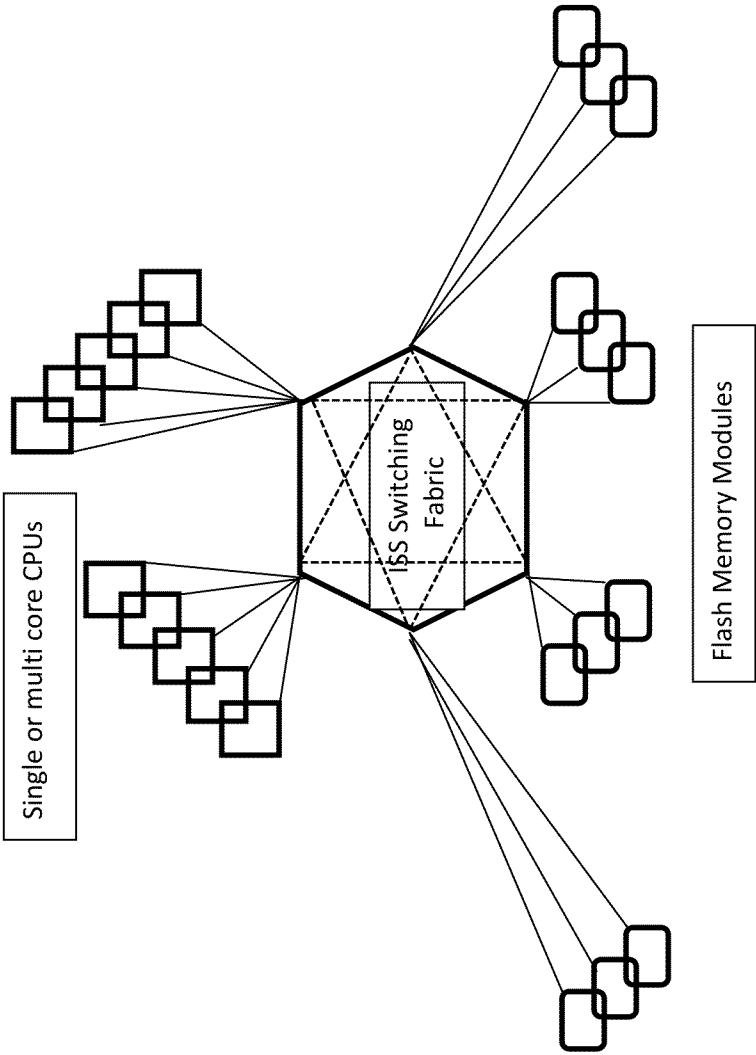 Single or multi core CPUs
ISS Switching
Fabric
Flash Memory Modules